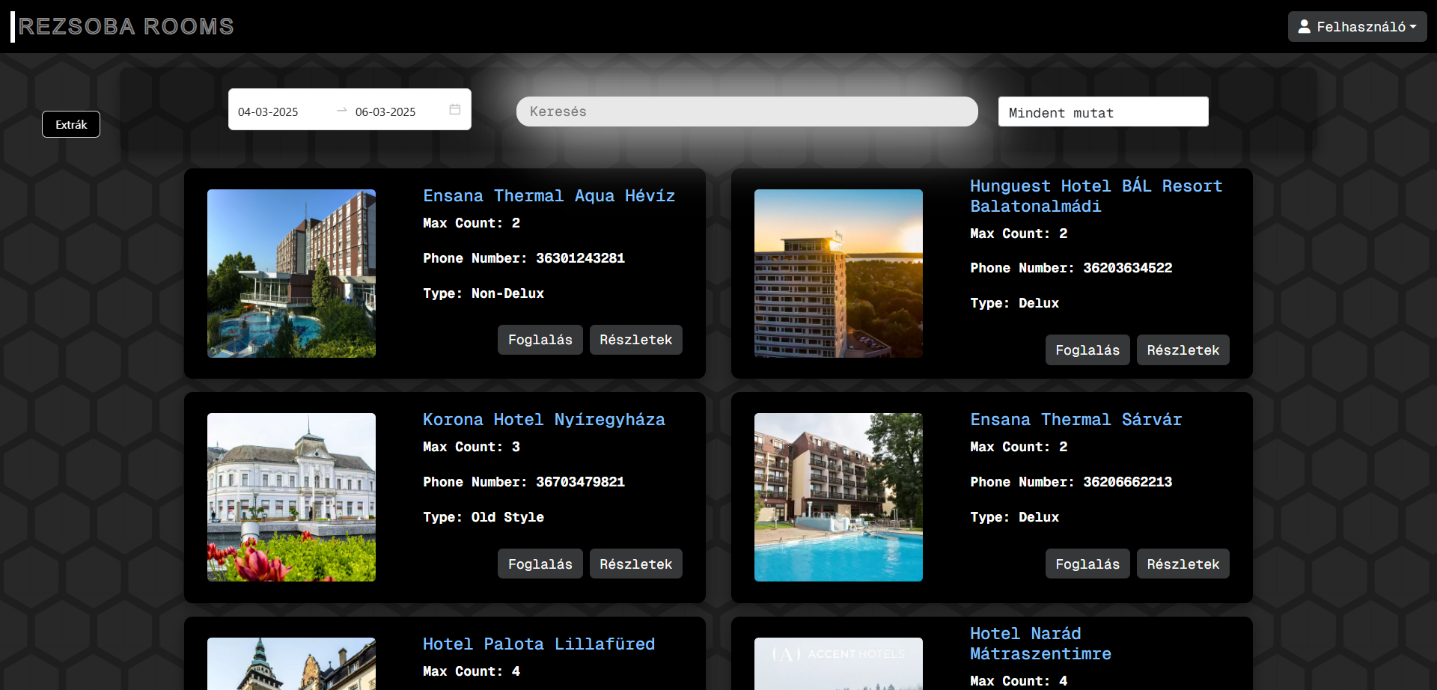 REZSOBA ROOMS
Felhasználó
Extrák
04-03-2025
06-03-2025
Keresés
Mindent mutat
Ensana Thermal Aqua Hévíz
Max Count: 2
Phone Number: 36301243281
Type: Non-Delux
Foglalás
Részletek
Hunguest Hotel BÁL Resort
Balatonalmádi
Max Count: 2
Phone Number: 36203634522
Type: Delux
Foglalás
Részletek
Korona Hotel Nyíregyháza
Max Count: 3
Phone Number: 36703479821
Type: Old Style
Foglalás
Részletek
Ensana Thermal Sárvár
Max Count: 2
Phone Number: 36206662213
Type: Delux
Foglalás
Részletek
Hotel Palota Lillafüred
Max Count: 4
ACCENT HOTELS
Hotel Narád
Mátraszentimre
Max Count: 4